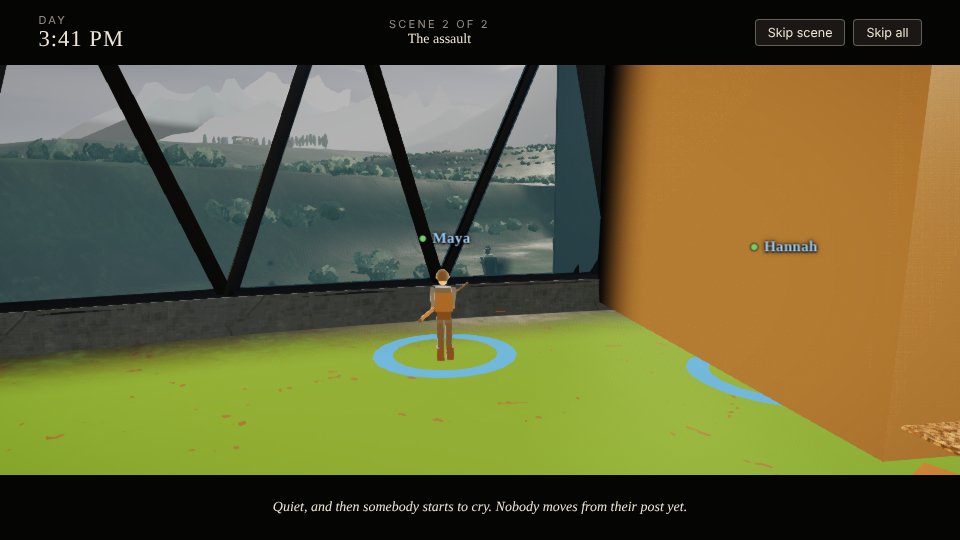 DAY
3:41 PM
SCENE 2 OF 2
The assault
Skip scene
Skip all
Maya
Hannah
Quiet, and then somebody starts to cry. Nobody moves from their post yet.